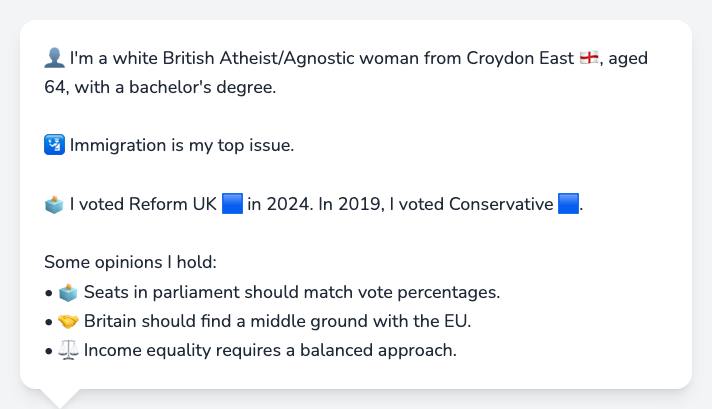 👤 I'm a white British Atheist/Agnostic woman from Croydon East 🏴󠁧󠁢󠁥󠁮󠁧󠁿, aged
64, with a bachelor's degree.
🛂 Immigration is my top issue.
🗳️ I voted Reform UK 🟦 in 2024. In 2019, I voted Conservative 🟦.
Some opinions I hold:
• 🗳️ Seats in parliament should match vote percentages.
• 🤝 Britain should find a middle ground with the EU.
• ⚖️ Income equality requires a balanced approach.